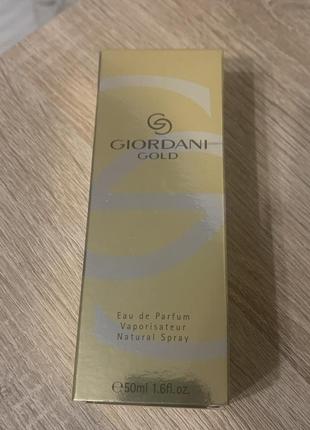 GIORDANI
GOLD
Eau de Parfum
Vaporisateur
Natural Spray
℮50ml 1.6fl.oz.